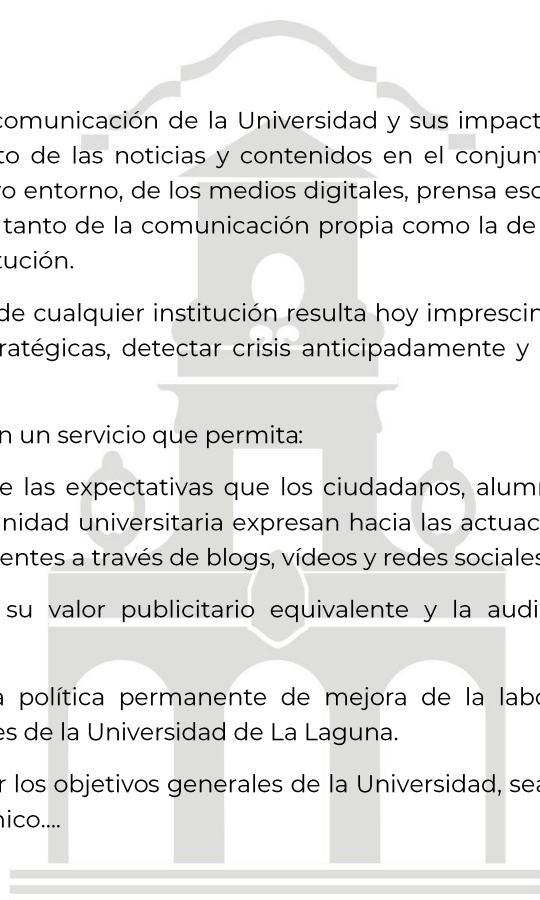 comunicación de la Universidad y sus impact
to de las noticias y contenidos en el conjun
ro entorno, de los medios digitales, prensa esc
tanto de la comunicación propia como la de
tución.
de cualquier institución resulta hoy imprescin
ratégicas, detectar crisis anticipadamente y
n un servicio que permita:
e las expectativas que los ciudadanos, alum
nidad universitaria expresan hacia las actuac
entes a través de blogs, vídeos y redes sociales
su valor publicitario equivalente y la audi
a política permanente de mejora de la labo
es de la Universidad de La Laguna.
r los objetivos generales de la Universidad, sea
nico....